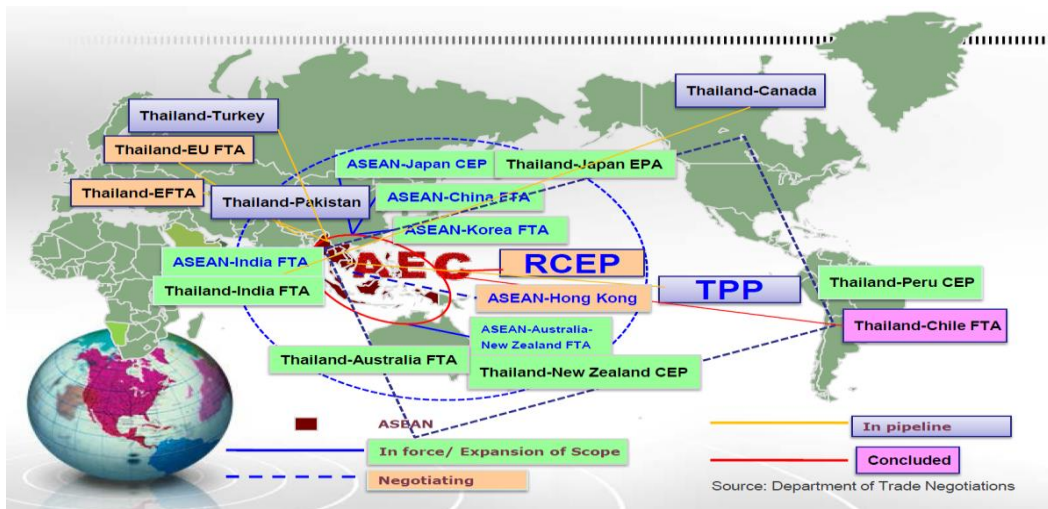 Thailand-Canada
Thailand-Turkey
Thailand-EU FTA
ASEAN-Japan CEP
Thailand-Japan EPA
Thailand-EFTA
Thailand-Pakistan
ASEAN-China FTA
ASEAN-Korea FTA
ASEAN-India FTA
AEC
RCEP
Thailand-India FTA
ASEAN-Hong Kong
TPP
Thailand-Peru CEP
Thailand-Chile FTA
ASEAN-Australia-
New Zealand FTA
Thailand-Australia FTA
Thailand-New Zealand CEP
ASEAN
In force/ Expansion of Scope
Negotiating
In pipeline
Concluded
Source: Department of Trade Negotiations